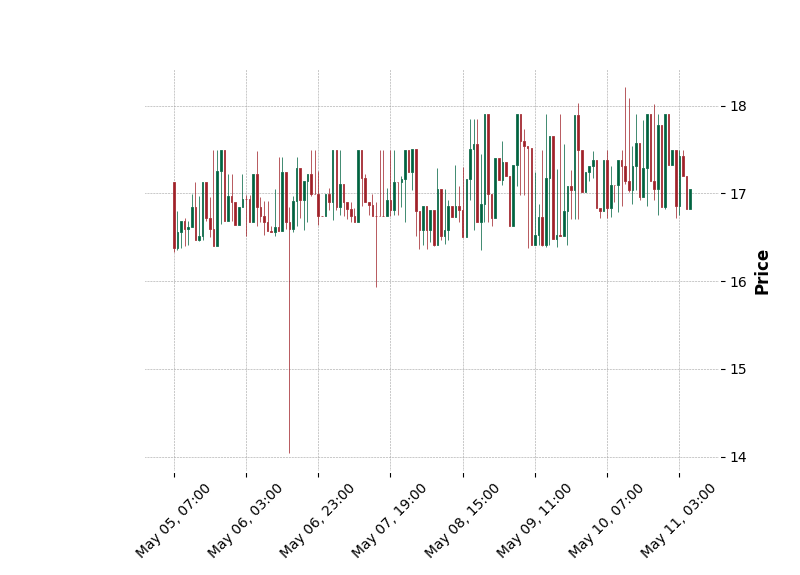 18
17
16
15
14
Price
May 05, 07:00
May 06, 03:00
May 06, 23:00
May 07, 19:00
May 08, 15:00
May 09, 11:00
May 10, 07:00
May 11, 03:00